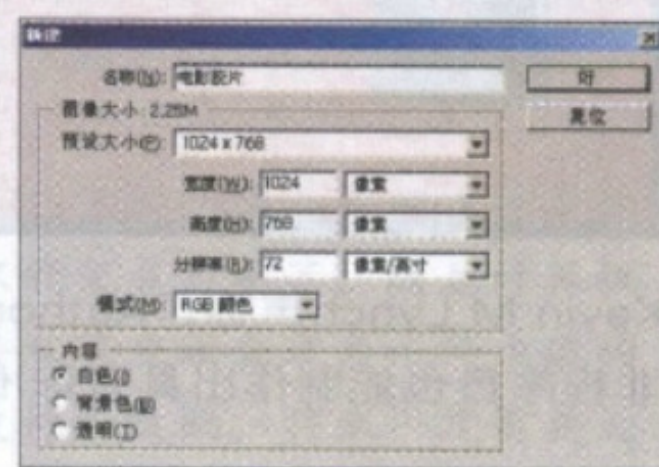 新建
名称(N): 电影胶片
好
复位
图像大小: 2.25M
预设大小(P): 1024 x 768
宽度(W): 1024 像素
高度(H): 768 像素
分辨率(R): 72 像素/英寸
模式(M): RGB 颜色
内容
白色(I)
背景色(B)
透明(T)